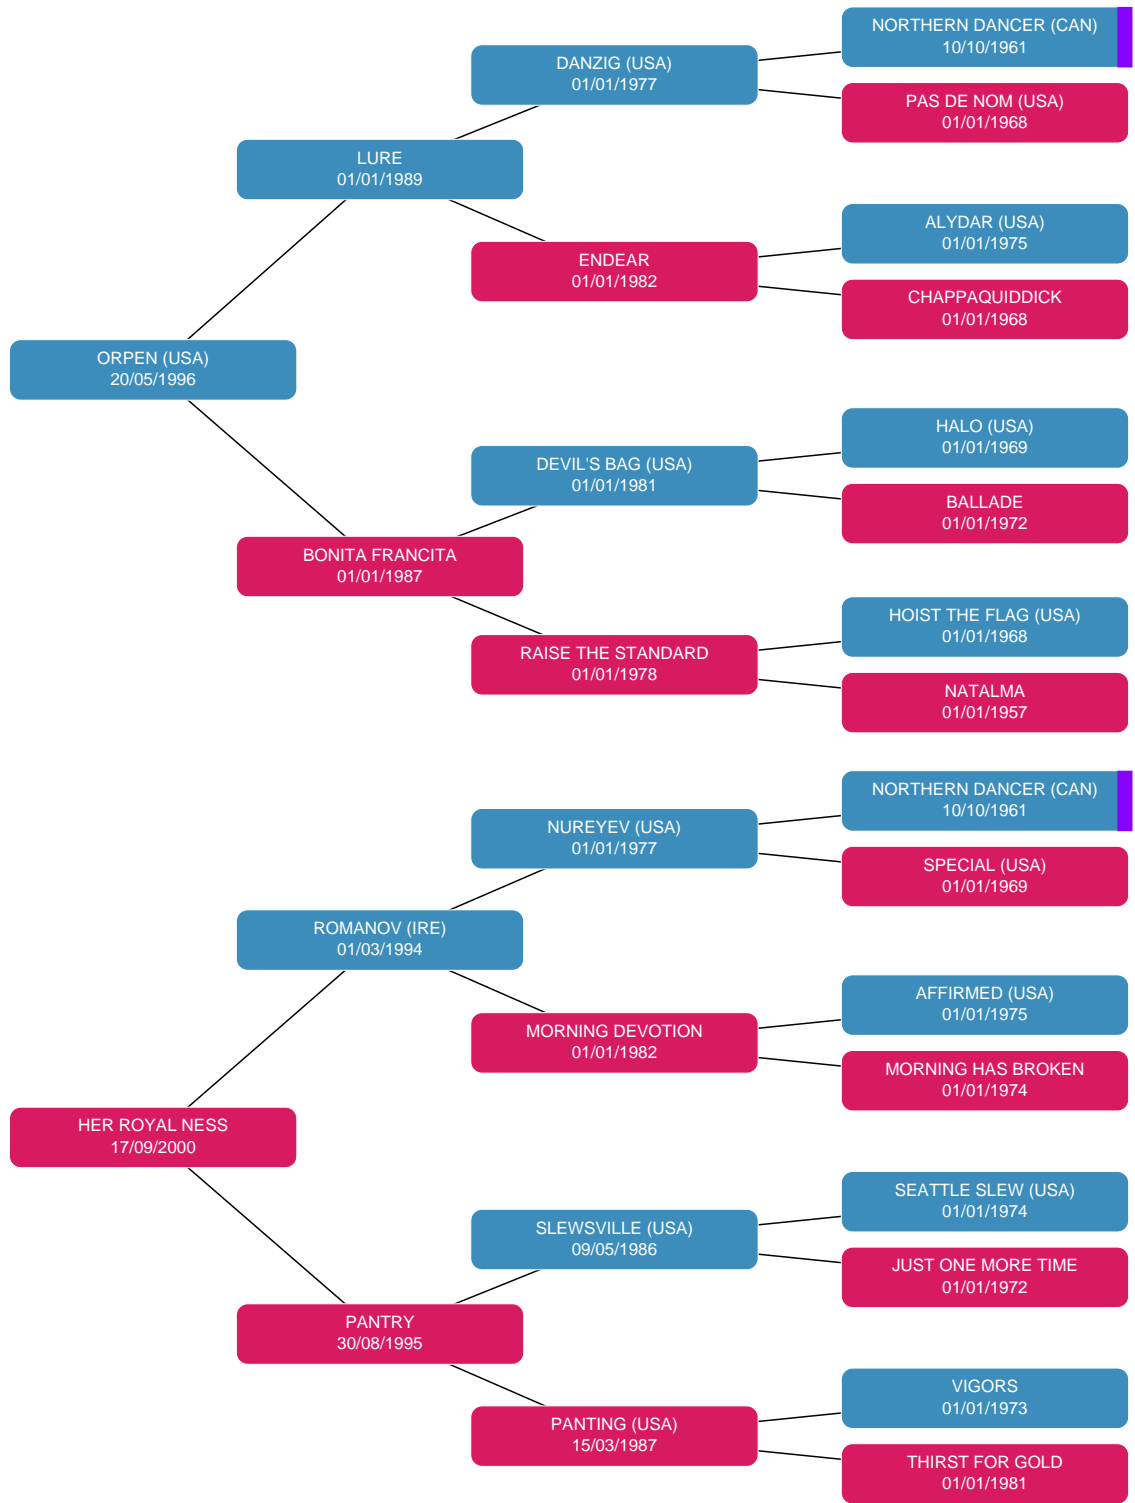 NORTHERN DANCER (CAN)
10/10/1961
DANZIG (USA)
01/01/1977
PAS DE NOM (USA)
01/01/1968
LURE
01/01/1989
ALYDAR (USA)
01/01/1975
ENDEAR
01/01/1982
CHAPPAQUIDDICK
01/01/1968
ORPEN (USA)
20/05/1996
HALO (USA)
01/01/1969
DEVIL'S BAG (USA)
01/01/1981
BALLADE
01/01/1972
BONITA FRANCITA
01/01/1987
HOIST THE FLAG (USA)
01/01/1968
RAISE THE STANDARD
01/01/1978
NATALMA
01/01/1957
NORTHERN DANCER (CAN)
10/10/1961
NUREYEV (USA)
01/01/1977
SPECIAL (USA)
01/01/1969
ROMANOV (IRE)
01/03/1994
AFFIRMED (USA)
01/01/1975
MORNING DEVOTION
01/01/1982
MORNING HAS BROKEN
01/01/1974
HER ROYAL NESS
17/09/2000
SEATTLE SLEW (USA)
01/01/1974
SLEWSVILLE (USA)
09/05/1986
JUST ONE MORE TIME
01/01/1972
PANTRY
30/08/1995
VIGORS
01/01/1973
PANTING (USA)
15/03/1987
THIRST FOR GOLD
01/01/1981